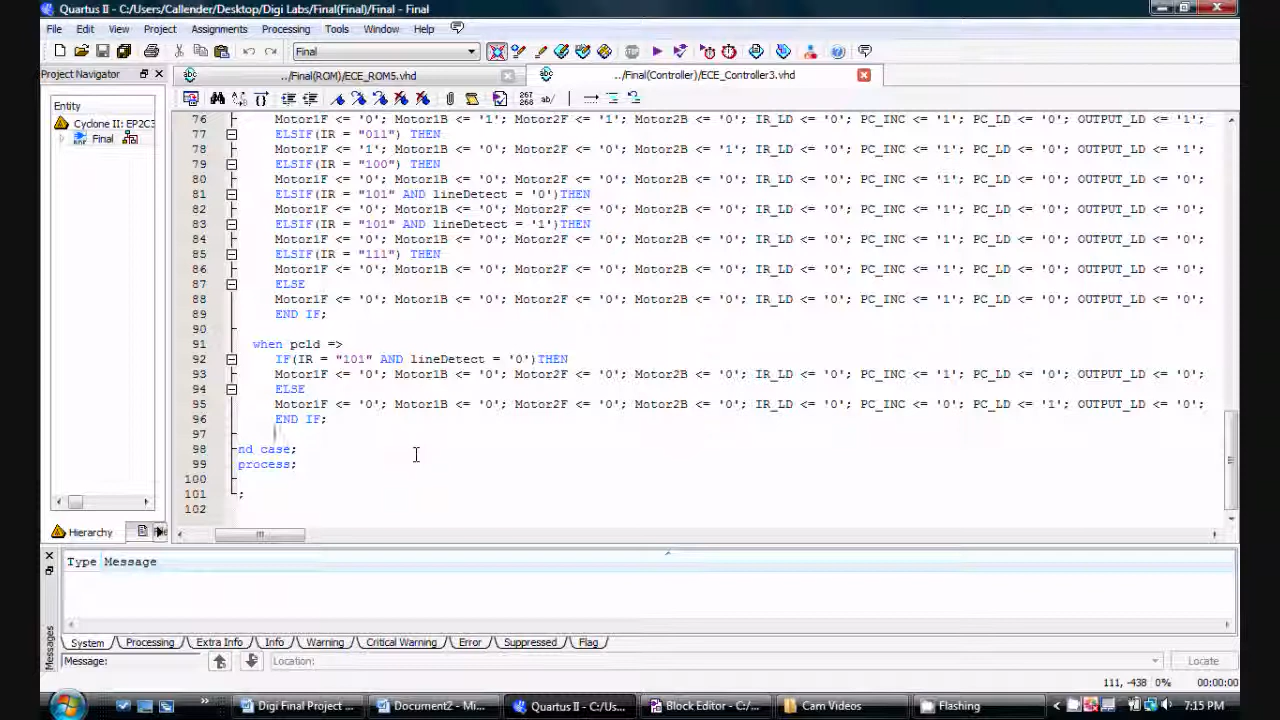 Quartus II - C:/Users/Callender/Desktop/Digi Labs/Final(Final)/Final - Final
File Edit View Project Assignments Processing Tools Window Help
Final
Project Navigator
../Final(ROM)/ECE_ROM5.vhd
../Final(Controller)/ECE_Controller3.vhd
267
268
ab/
Entity
Cyclone II: EP2C3
Final
76 Motor1F <= '0'; Motor1B <= '1'; Motor2F <= '1'; Motor2B <= '0'; IR_LD <= '0'; PC_INC <= '1'; PC_LD <= '0'; OUTPUT_LD <= '1';
77 ELSIF(IR = "011") THEN
78 Motor1F <= '1'; Motor1B <= '0'; Motor2F <= '0'; Motor2B <= '1'; IR_LD <= '0'; PC_INC <= '1'; PC_LD <= '0'; OUTPUT_LD <= '1';
79 ELSIF(IR = "100") THEN
80 Motor1F <= '0'; Motor1B <= '0'; Motor2F <= '0'; Motor2B <= '0'; IR_LD <= '0'; PC_INC <= '1'; PC_LD <= '0'; OUTPUT_LD <= '0';
81 ELSIF(IR = "101" AND lineDetect = '0')THEN
82 Motor1F <= '0'; Motor1B <= '0'; Motor2F <= '0'; Motor2B <= '0'; IR_LD <= '0'; PC_INC <= '1'; PC_LD <= '0'; OUTPUT_LD <= '0';
83 ELSIF(IR = "101" AND lineDetect = '1')THEN
84 Motor1F <= '0'; Motor1B <= '0'; Motor2F <= '0'; Motor2B <= '0'; IR_LD <= '0'; PC_INC <= '1'; PC_LD <= '0'; OUTPUT_LD <= '0';
85 ELSIF(IR = "111") THEN
86 Motor1F <= '0'; Motor1B <= '0'; Motor2F <= '0'; Motor2B <= '0'; IR_LD <= '0'; PC_INC <= '1'; PC_LD <= '0'; OUTPUT_LD <= '0';
87 ELSE
88 Motor1F <= '0'; Motor1B <= '0'; Motor2F <= '0'; Motor2B <= '0'; IR_LD <= '0'; PC_INC <= '1'; PC_LD <= '0'; OUTPUT_LD <= '0';
89 END IF;
90
91 when pcld =>
92 IF(IR = "101" AND lineDetect = '0')THEN
93 Motor1F <= '0'; Motor1B <= '0'; Motor2F <= '0'; Motor2B <= '0'; IR_LD <= '0'; PC_INC <= '1'; PC_LD <= '0'; OUTPUT_LD <= '0';
94 ELSE
95 Motor1F <= '0'; Motor1B <= '0'; Motor2F <= '0'; Motor2B <= '0'; IR_LD <= '0'; PC_INC <= '0'; PC_LD <= '1'; OUTPUT_LD <= '0';
96 END IF;
97
98 nd case;
99 process;
100
101 ;
102
Hierarchy
Type Message
Messages
System Processing Extra Info Info Warning Critical Warning Error Suppressed Flag
Message: Location: Locate
111, -438 0% 00:00:00
Digi Final Project ... Document2 - Mi... Quartus II - C:/Us... Block Editor - C:/... Cam Videos Flashing 7:15 PM